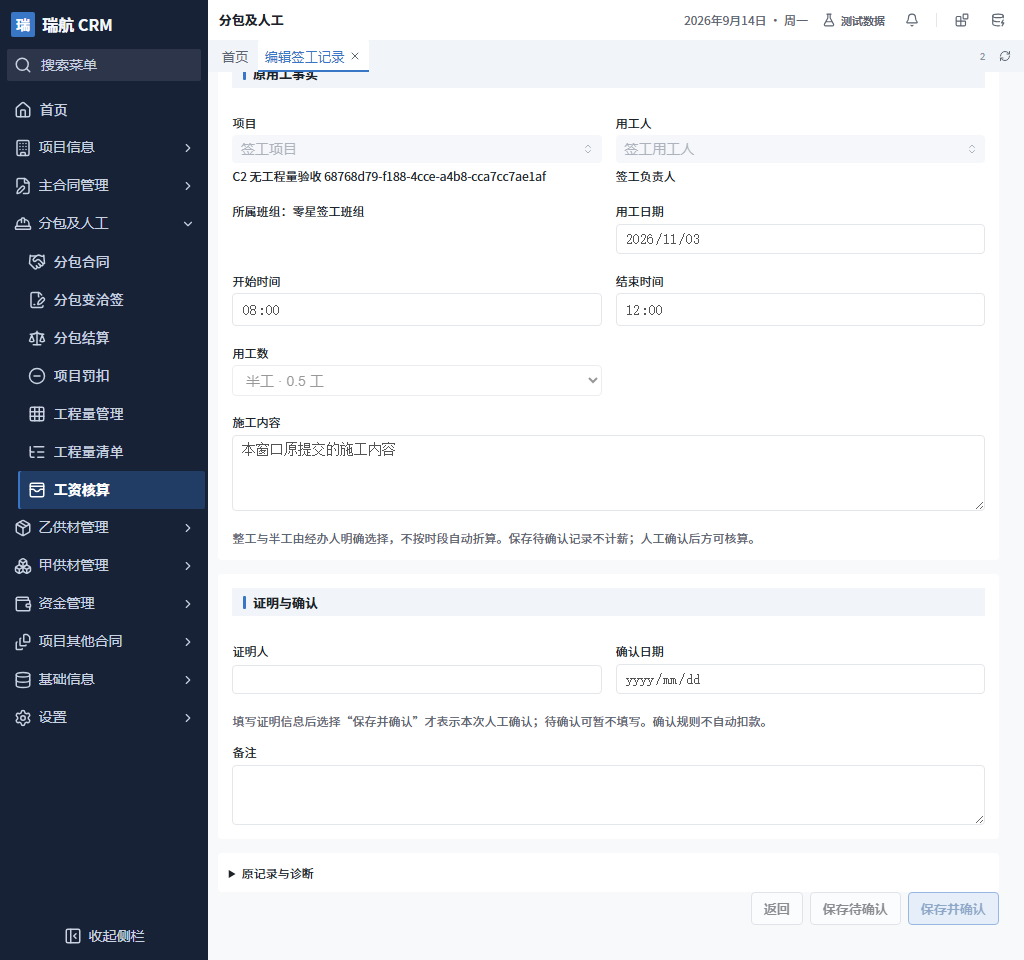 瑞 瑞航 CRM
搜索菜单
首页
项目信息
主合同管理
分包及人工
分包合同
分包变洽签
分包结算
项目罚扣
工程量管理
工程量清单
工资核算
乙供材管理
甲供材管理
资金管理
项目其他合同
基础信息
设置
收起侧栏
分包及人工
2026年9月14日 · 周一 测试数据
首页 编辑签工记录 × 2
原用工事实
项目 用工人
签工项目 签工用工人
C2 无工程量验收 68768d79-f188-4cce-a4b8-cca7cc7ae1af 签工负责人
所属班组：零星签工班组 用工日期
2026/11/03
开始时间 结束时间
08:00 12:00
用工数
半工 · 0.5 工
施工内容
本窗口原提交的施工内容
整工与半工由经办人明确选择，不按时段自动折算。保存待确认记录不计薪；人工确认后方可核算。
证明与确认
证明人 确认日期
yyyy/mm/dd
填写证明信息后选择“保存并确认”才表示本次人工确认；待确认可暂不填写。确认规则不自动扣款。
备注
原记录与诊断
返回 保存待确认 保存并确认